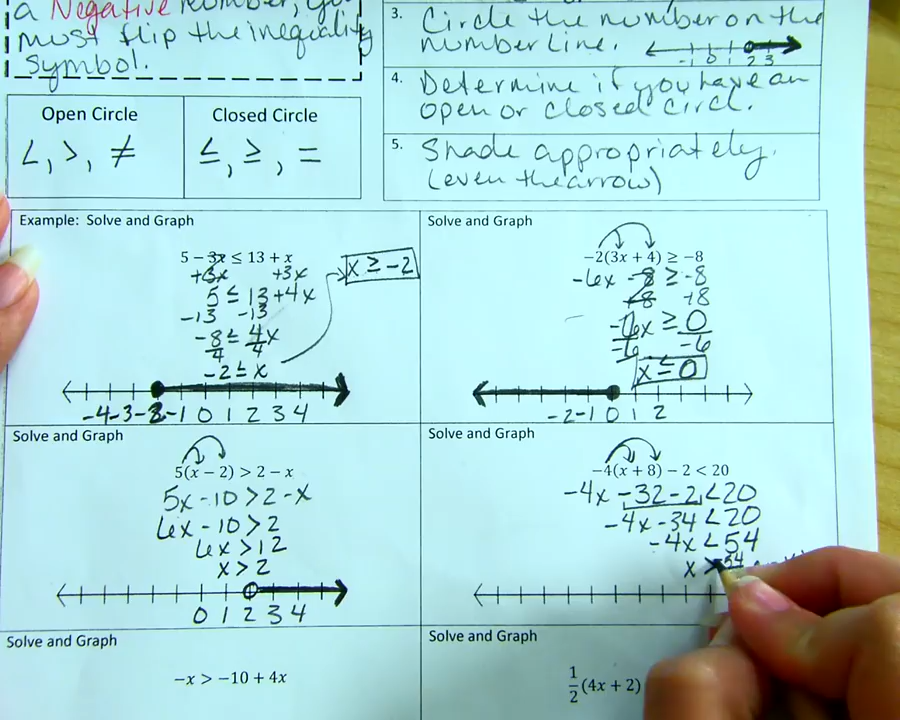 a Negative number, you
must flip the inequality
symbol.
Open Circle
Closed Circle
<, >, ≠
≤, ≥, =
3. Circle the number on the
number line.
-1 0 1 2 3
4. Determine if you have an
open or closed circl.
5. Shade appropriately.
(even the arrow)
Example: Solve and Graph
5 − 3x ≤ 13 + x
+3x +3x
5 ≤ 13 + 4x
-13 -13
-8 ≤ 4x
4 4
-2 ≤ x
x ≥ -2
-4 -3 -2 -1 0 1 2 3 4
Solve and Graph
−2(3x + 4) ≥ −8
-6x -8 ≥ -8
+8 +8
-6x ≥ 0
-6 -6
x ≤ 0
-2 -1 0 1 2
Solve and Graph
5(x − 2) > 2 − x
5x - 10 > 2 - x
6x - 10 > 2
6x > 12
x > 2
0 1 2 3 4
Solve and Graph
−4(x + 8) − 2 < 20
-4x -32 - 2 < 20
-4x - 34 < 20
-4x < 54
x >
Solve and Graph
−x > −10 + 4x
Solve and Graph
1/2 (4x + 2)